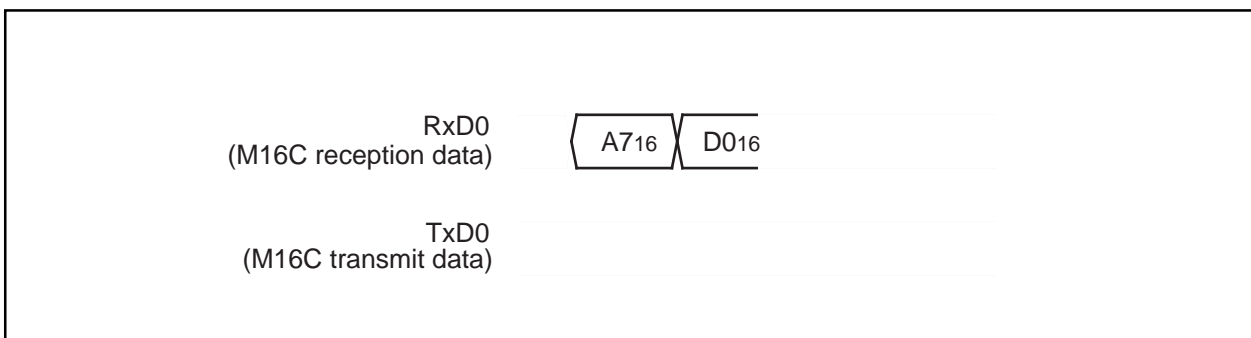 RxD0
(M16C reception data)
A716 D016
TxD0
(M16C transmit data)